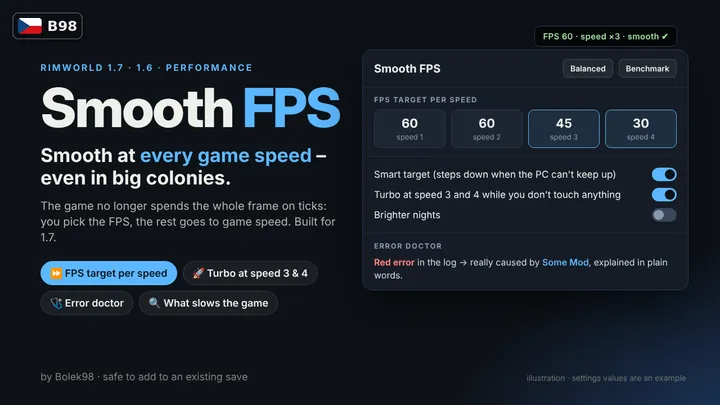 B98
RIMWORLD 1.7 · 1.6 · PERFORMANCE
Smooth FPS
Smooth at every game speed –
even in big colonies.
The game no longer spends the whole frame on ticks:
you pick the FPS, the rest goes to game speed. Built for
1.7.
⏩ FPS target per speed
🚀 Turbo at speed 3 & 4
🩺 Error doctor
🔍 What slows the game
by Bolek98 · safe to add to an existing save
FPS 60 · speed ×3 · smooth ✔
Smooth FPS
Balanced
Benchmark
FPS TARGET PER SPEED
60
speed 1
60
speed 2
45
speed 3
30
speed 4
Smart target (steps down when the PC can't keep up)
Turbo at speed 3 and 4 while you don't touch anything
Brighter nights
ERROR DOCTOR
Red error in the log → really caused by Some Mod, explained in plain
words.
illustration · settings values are an example